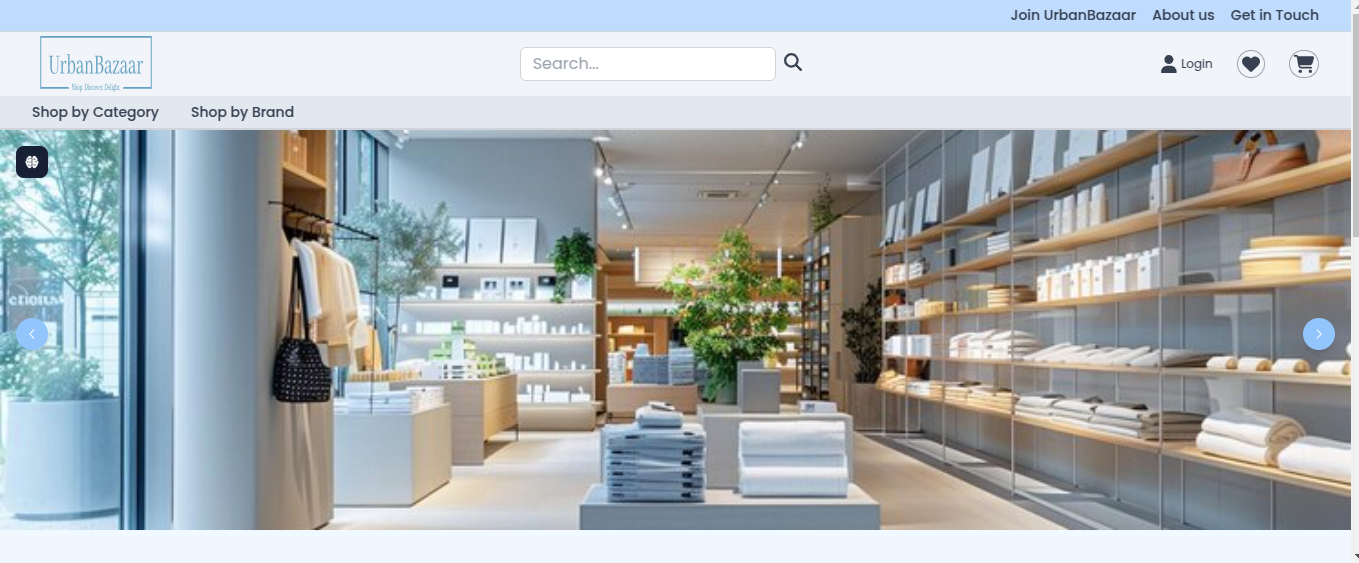 Join UrbanBazaar About us Get in Touch
UrbanBazaar
Shop Discover Delight
Search...
Login
Shop by Category Shop by Brand